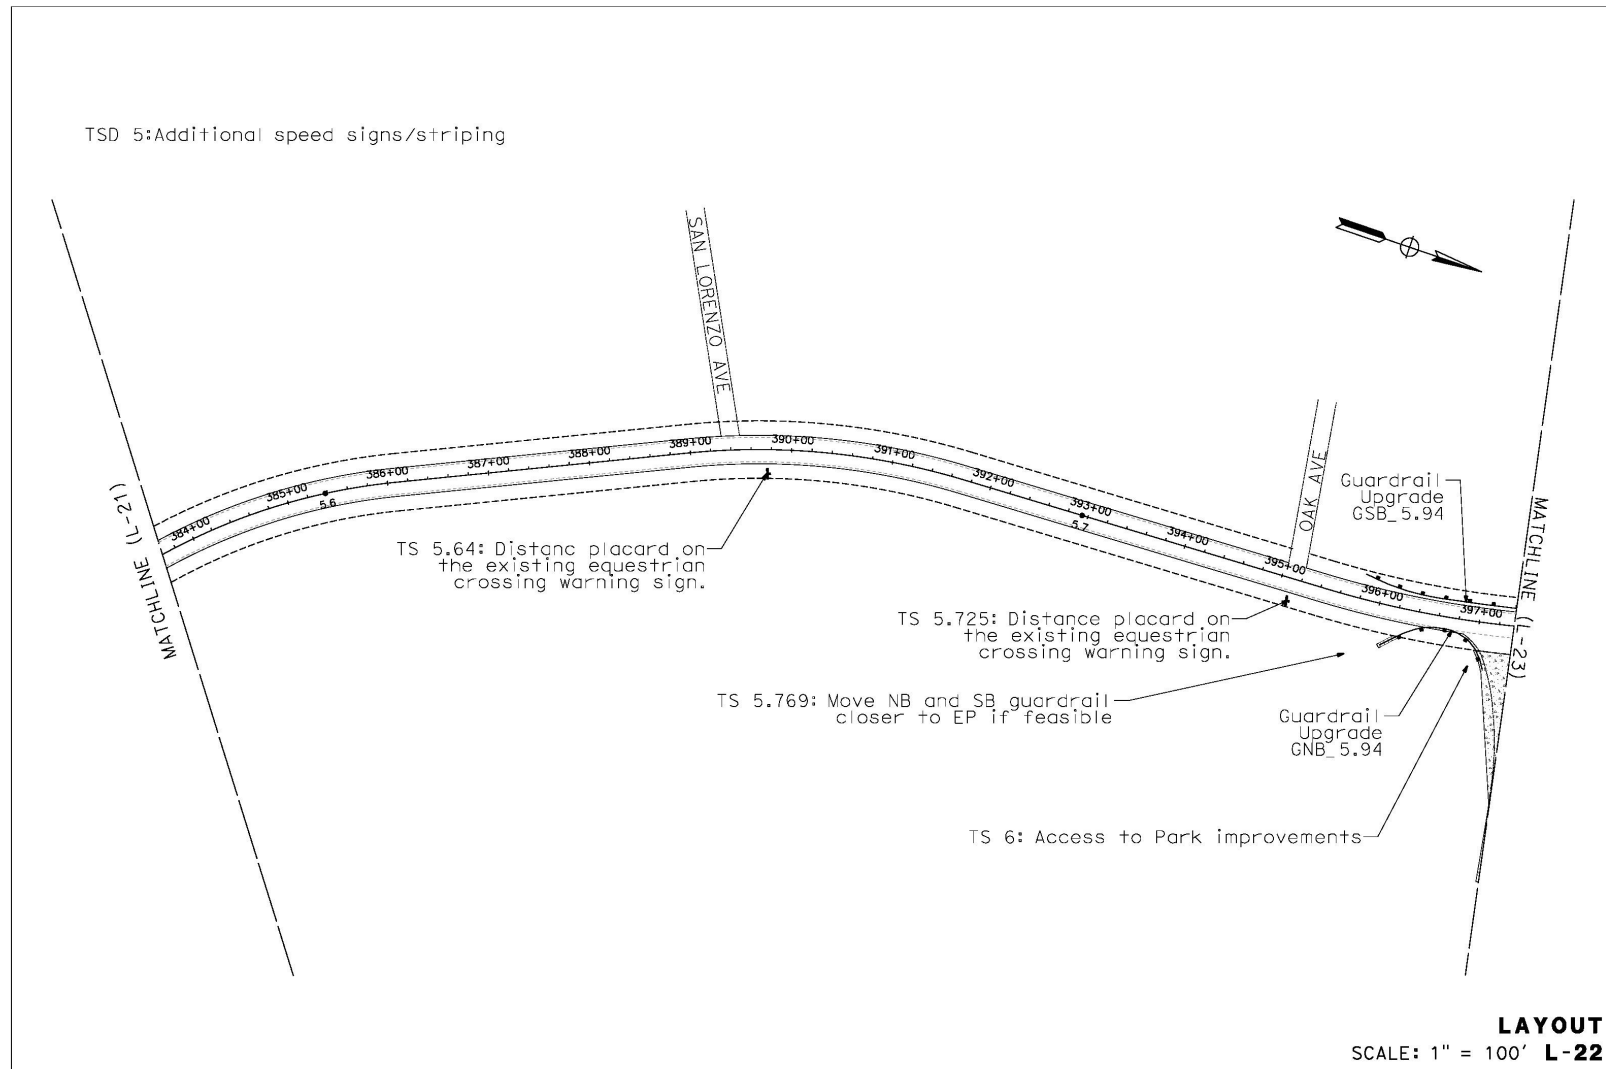 TSD 5:Additional speed signs/striping
SAN LORENZO AVE
OAK AVE
MATCHLINE (L-21)
MATCHLINE (L-23)
384+00
385+00
386+00
387+00
388+00
389+00
390+00
391+00
392+00
393+00
394+00
395+00
396+00
397+00
5.6
5.7
Guardrail
Upgrade
GSB_5.94
TS 5.64: Distanc placard on
the existing equestrian
crossing warning sign.
TS 5.725: Distance placard on
the existing equestrian
crossing warning sign.
TS 5.769: Move NB and SB guardrail
closer to EP if feasible
Guardrail
Upgrade
GNB_5.94
TS 6: Access to Park improvements
LAYOUT
SCALE: 1" = 100' L-22